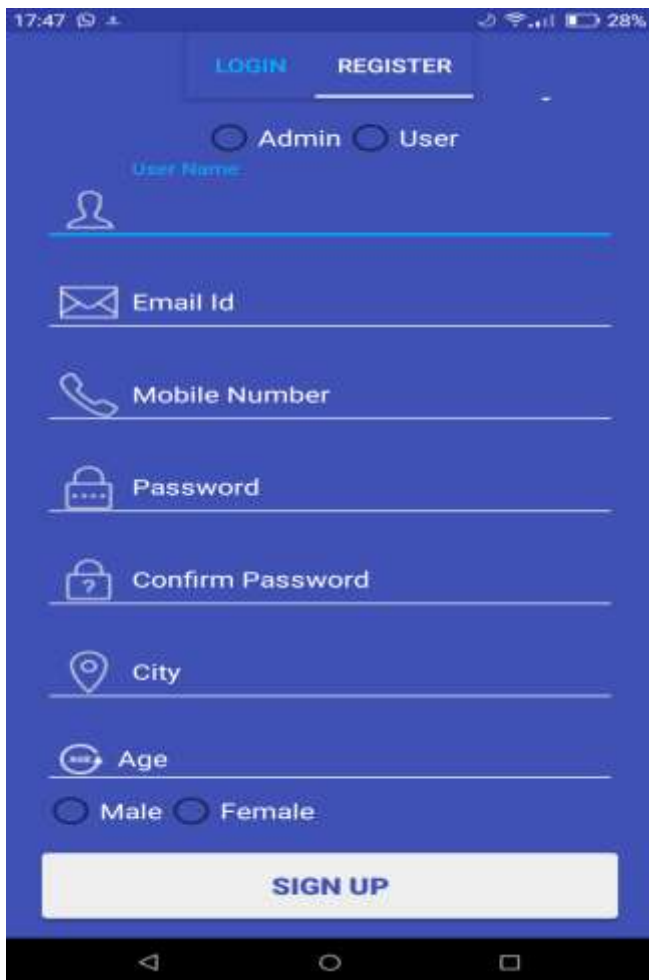 17:47 28%
LOGIN REGISTER
Admin User
User Name
Email Id
Mobile Number
Password
Confirm Password
City
Age
Male Female
SIGN UP